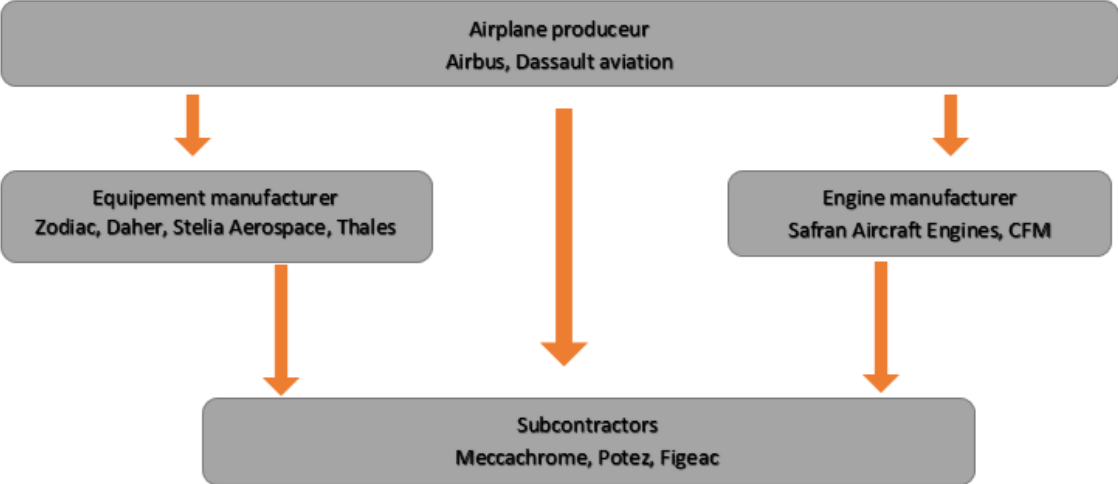 Airplane produceur
Airbus, Dassault aviation
Equipement manufacturer
Zodiac, Daher, Stelia Aerospace, Thales
Engine manufacturer
Safran Aircraft Engines, CFM
Subcontractors
Meccachrome, Potez, Figeac